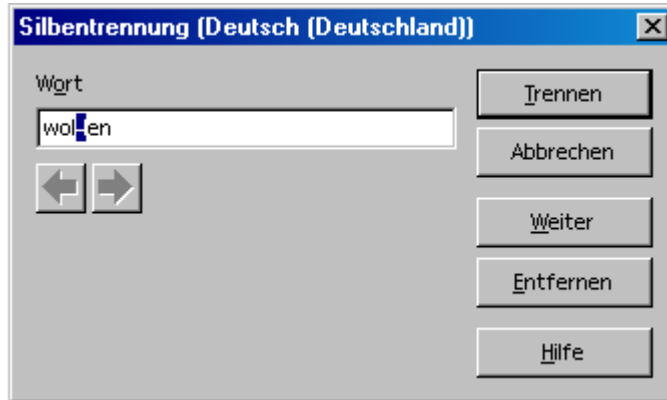 Silbentrennung (Deutsch (Deutschland))
Wort
wol-en
Trennen
Abbrechen
Weiter
Entfernen
Hilfe